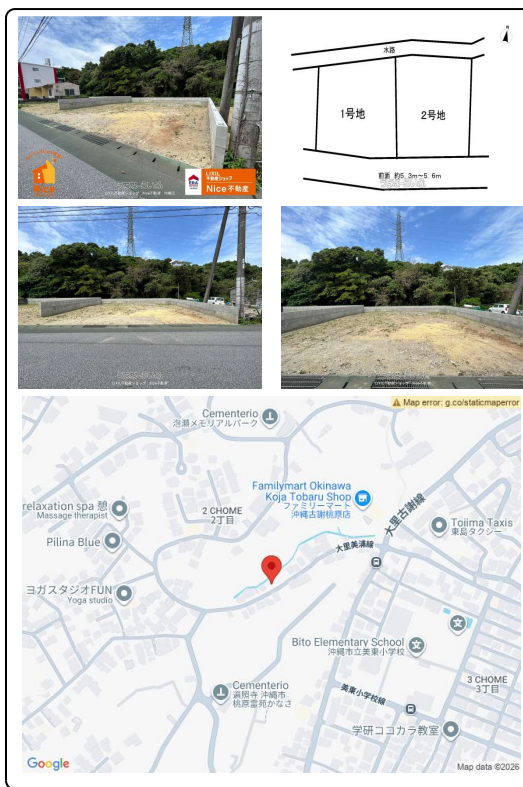 LIXIL
不動産ショップ
ERA
Nice不動産
水路
1号地
2号地
前面 約5.3m~5.6m
Map error: g.co/staticmaperror
Cementerio
泡瀬メモリアルパーク
Familymart Okinawa
Koja Tobaru Shop
ファミリーマート
沖縄古謝桃原店
大里古謝線
relaxation spa 憩
Massage therapist
2 CHOME
2丁目
Tojima Taxis
東島タクシー
Pilina Blue
大里美浦線
ヨガスタジオFUN
Yoga studio
Bito Elementary School
沖縄市立美東小学校
3 CHOME
3丁目
Cementerio
遍照寺 沖縄市
桃原霊苑かなさ
美東小学校線
学研ココカラ教室
Google
Map data ©2026